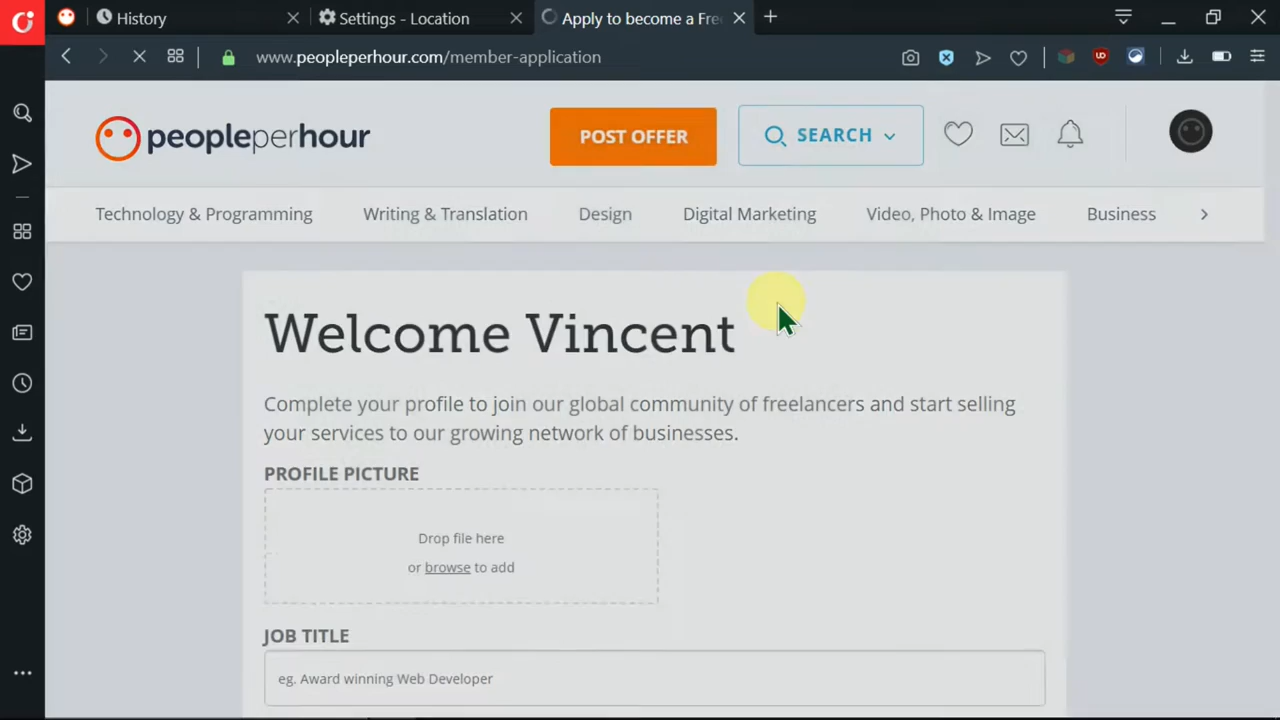 History
Settings - Location
Apply to become a Fre
www.peopleperhour.com/member-application
peopleperhour
POST OFFER
SEARCH
Technology & Programming
Writing & Translation
Design
Digital Marketing
Video, Photo & Image
Business
Welcome Vincent
Complete your profile to join our global community of freelancers and start selling
your services to our growing network of businesses.
PROFILE PICTURE
Drop file here
or browse to add
JOB TITLE
eg. Award winning Web Developer